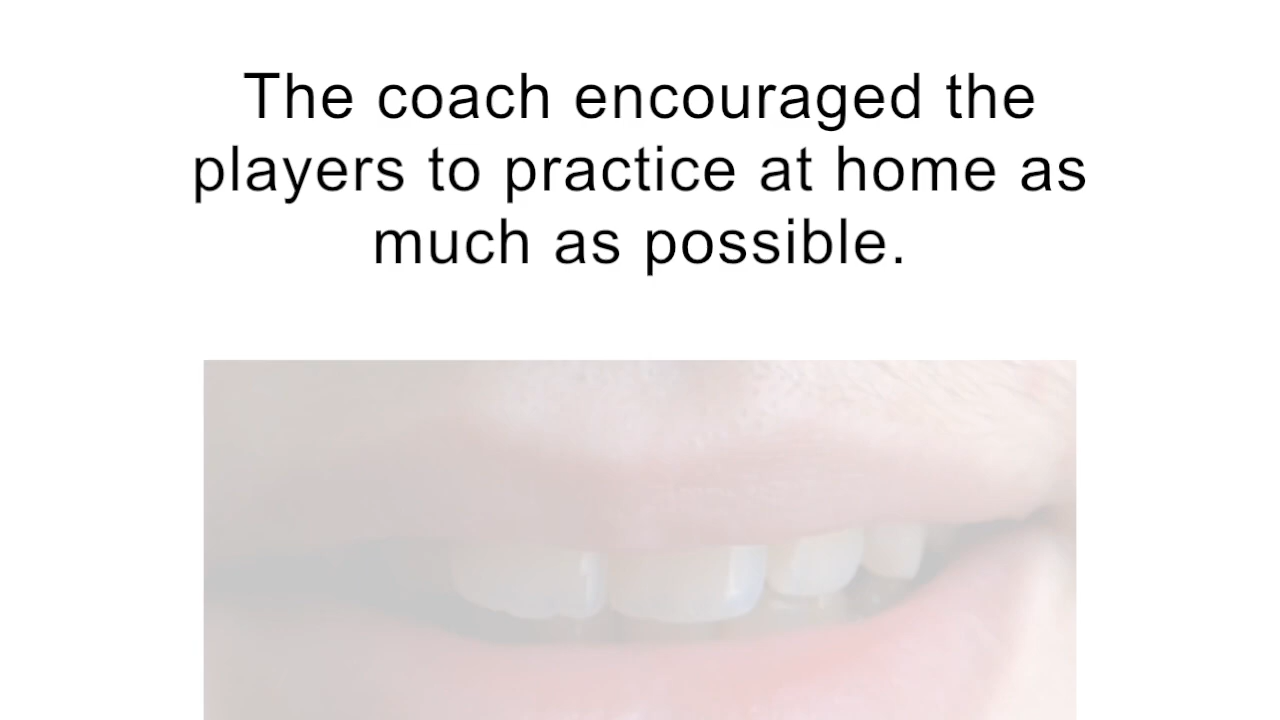 The coach encouraged the
players to practice at home as
much as possible.